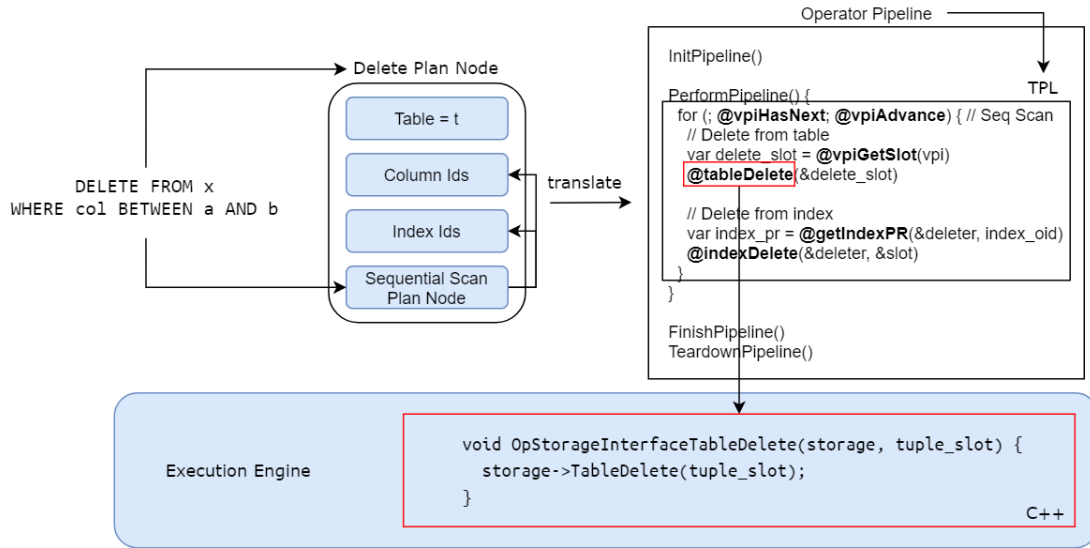 Operator Pipeline
Delete Plan Node
Table = t
Column Ids
Index Ids
Sequential Scan
Plan Node
DELETE FROM x
WHERE col BETWEEN a AND b
translate
TPL
InitPipeline()
PerformPipeline() {
for (; @vpiHasNext; @vpiAdvance) { // Seq Scan
// Delete from table
var delete_slot = @vpiGetSlot(vpi)
@tableDelete(&delete_slot)
// Delete from index
var index_pr = @getIndexPR(&deleter, index_oid)
@indexDelete(&deleter, &slot)
}
}
FinishPipeline()
TeardownPipeline()
Execution Engine
void OpStorageInterfaceTableDelete(storage, tuple_slot) {
storage->TableDelete(tuple_slot);
}
C++